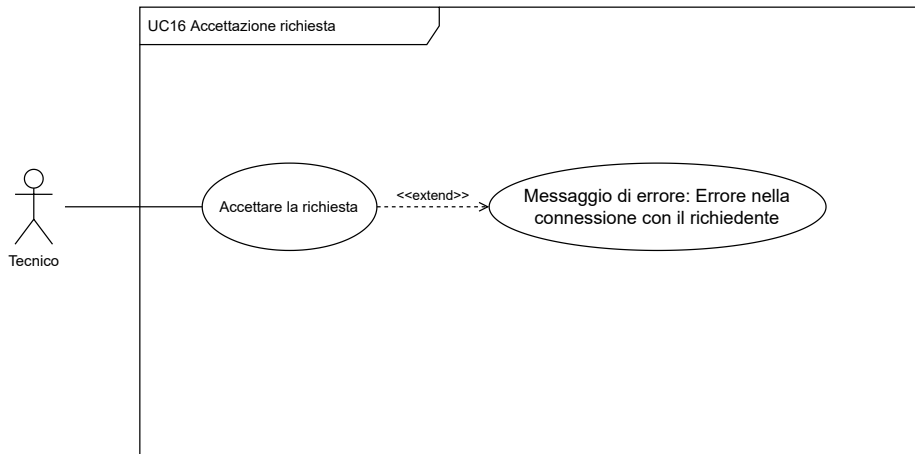 UC16 Accettazione richiesta
Accettare la richiesta
<<extend>>
Messaggio di errore: Errore nella
connessione con il richiedente
Tecnico